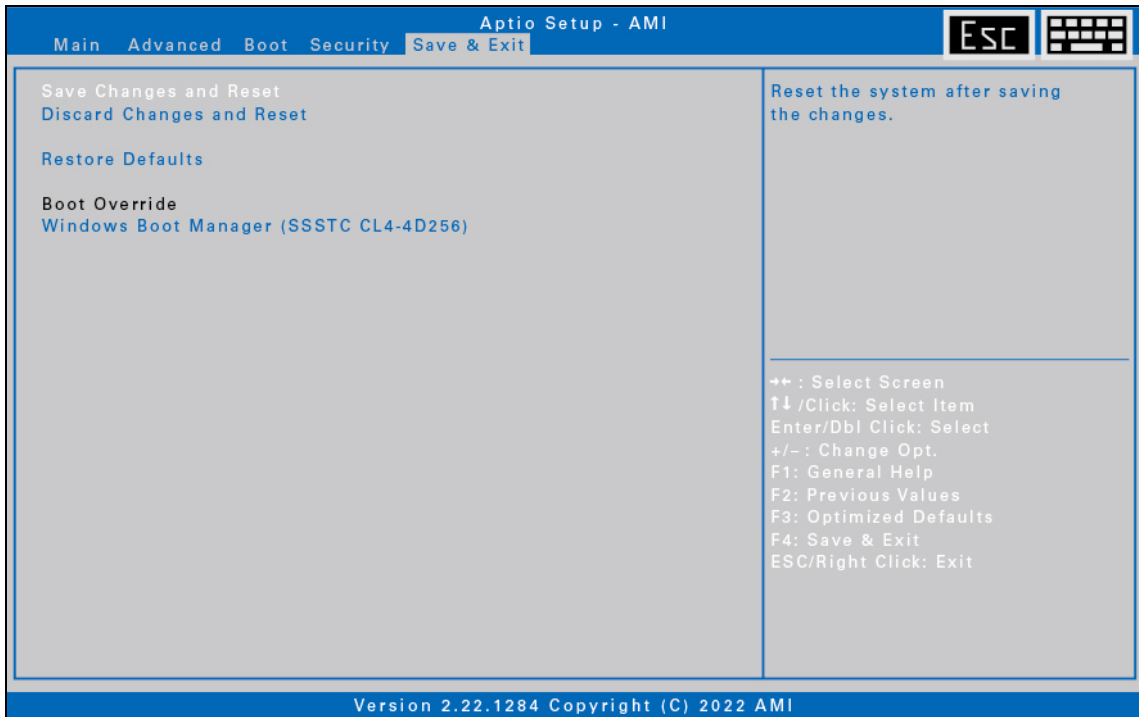 Aptio Setup - AMI
Main Advanced Boot Security Save & Exit
Esc
Save Changes and Reset
Discard Changes and Reset
Restore Defaults
Boot Override
Windows Boot Manager (SSSTC CL4-4D256)
Reset the system after saving
the changes.
→← : Select Screen
↑↓ /Click: Select Item
Enter/Dbl Click: Select
+/– : Change Opt.
F1: General Help
F2: Previous Values
F3: Optimized Defaults
F4: Save & Exit
ESC/Right Click: Exit
Version 2.22.1284 Copyright (C) 2022 AMI